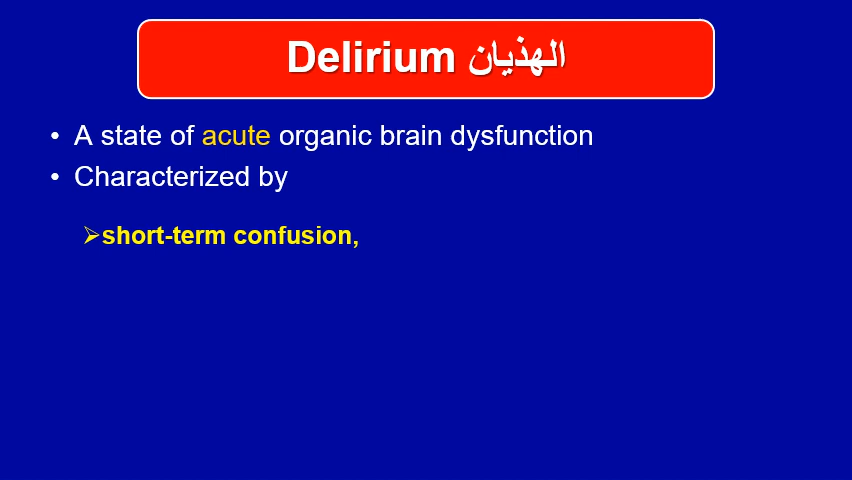 Delirium الهذيان
• A state of acute organic brain dysfunction
• Characterized by
➢short-term confusion,